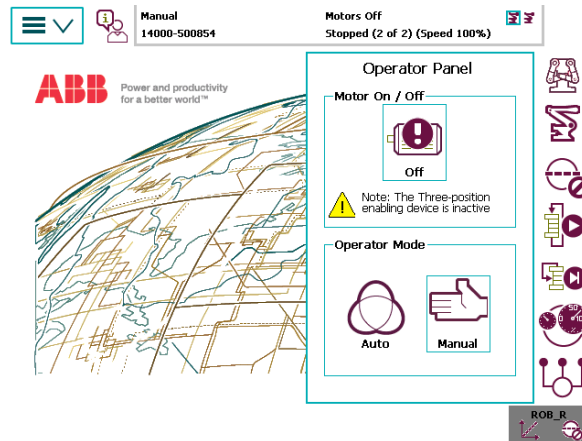 Manual
14000-500854
Motors Off
Stopped (2 of 2) (Speed 100%)
ABB
Power and productivity
for a better world™
Operator Panel
Motor On / Off
Off
Note: The Three-position
enabling device is inactive
Operator Mode
Auto
Manual
ROB_R